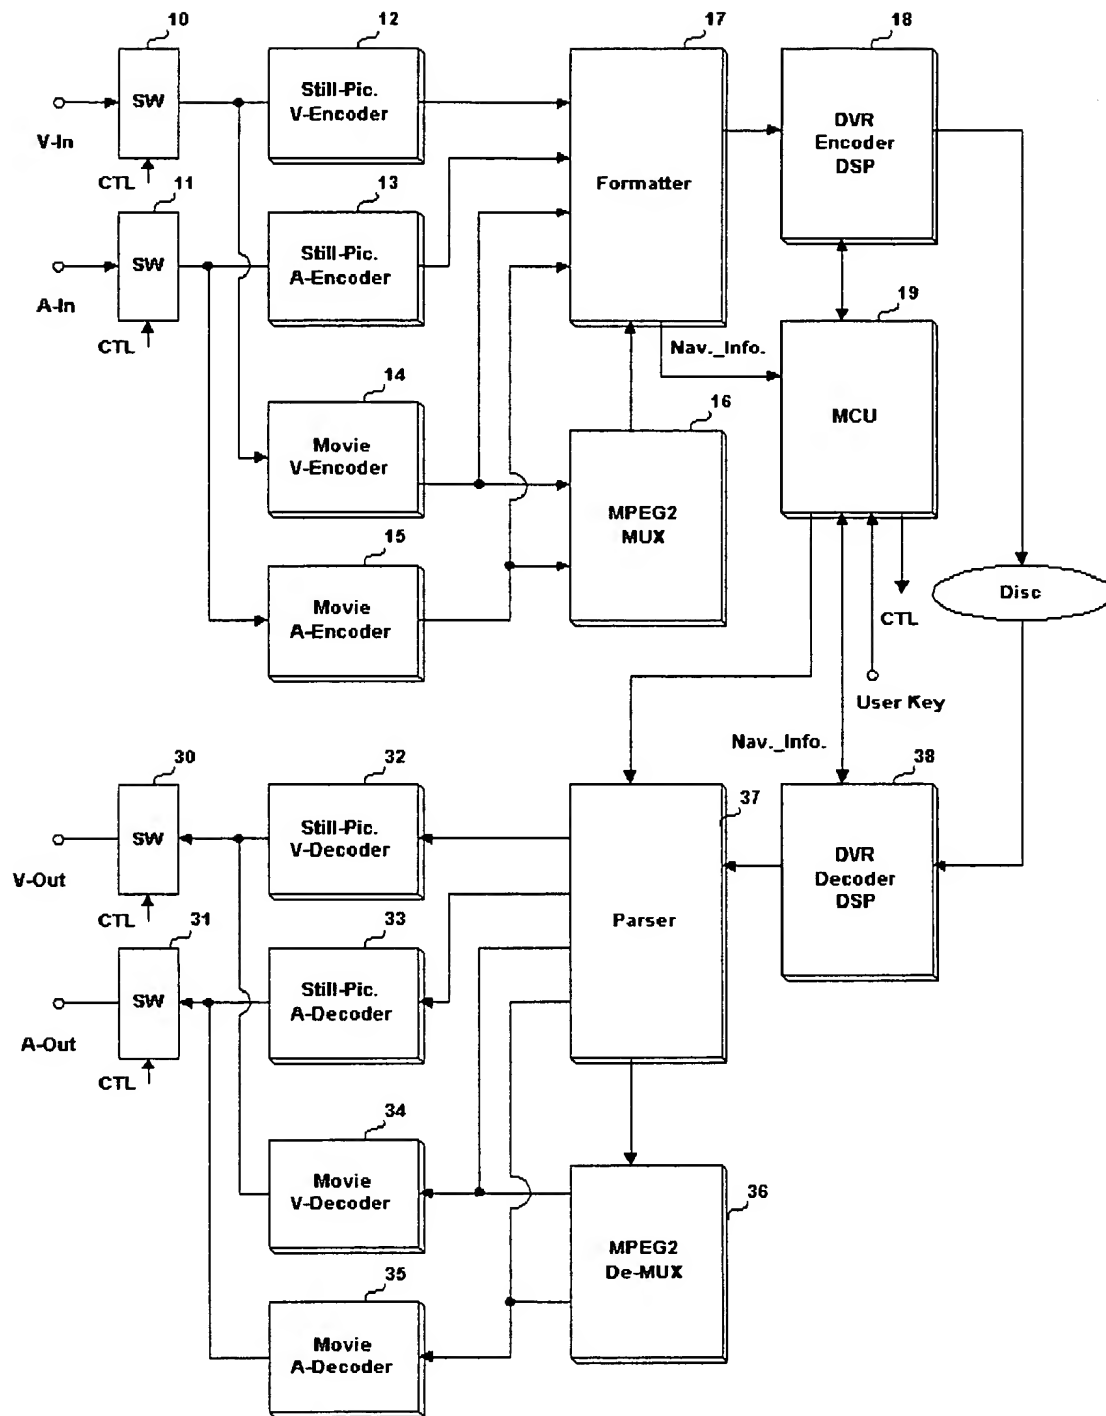 10
12
17
18
SW
Still-Pic.
V-Encoder
DVR
Encoder
DSP
V-In
CTL
11
13
Formatter
SW
Still-Pic.
A-Encoder
A-In
CTL
19
Nav._Info.
14
16
MCU
Movie
V-Encoder
MPEG2
MUX
15
Movie
A-Encoder
Disc
CTL
User Key
Nav._Info.
30
32
37
38
SW
Still-Pic.
V-Decoder
DVR
Decoder
DSP
V-Out
CTL
31
33
Parser
SW
Still-Pic.
A-Decoder
A-Out
CTL
34
Movie
V-Decoder
36
MPEG2
De-MUX
35
Movie
A-Decoder